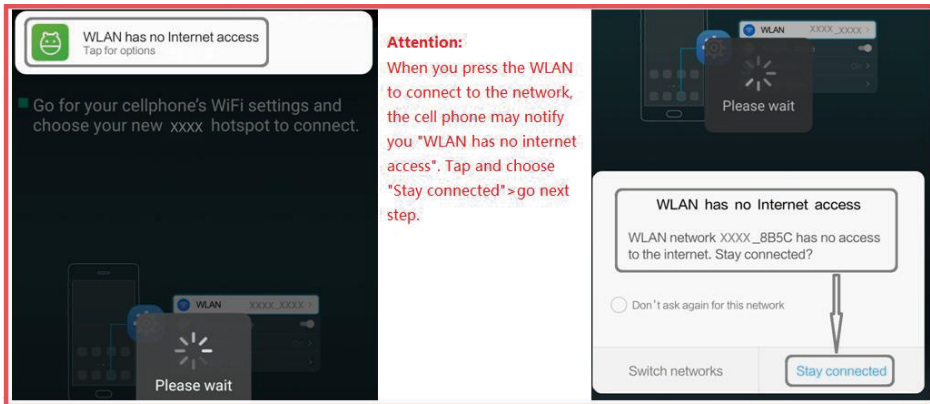 WLAN has no Internet access
Tap for options
Go for your cellphone's WiFi settings and
choose your new xxxx hotspot to connect.
WLAN XXXX_XXXX >
Please wait
Attention:
When you press the WLAN
to connect to the network,
the cell phone may notify
you "WLAN has no internet
access". Tap and choose
"Stay connected">go next
step.
WLAN XXXX_XXXX >
Please wait
WLAN has no Internet access
WLAN network XXXX_8B5C has no access
to the internet. Stay connected?
Don't ask again for this network
Switch networks Stay connected